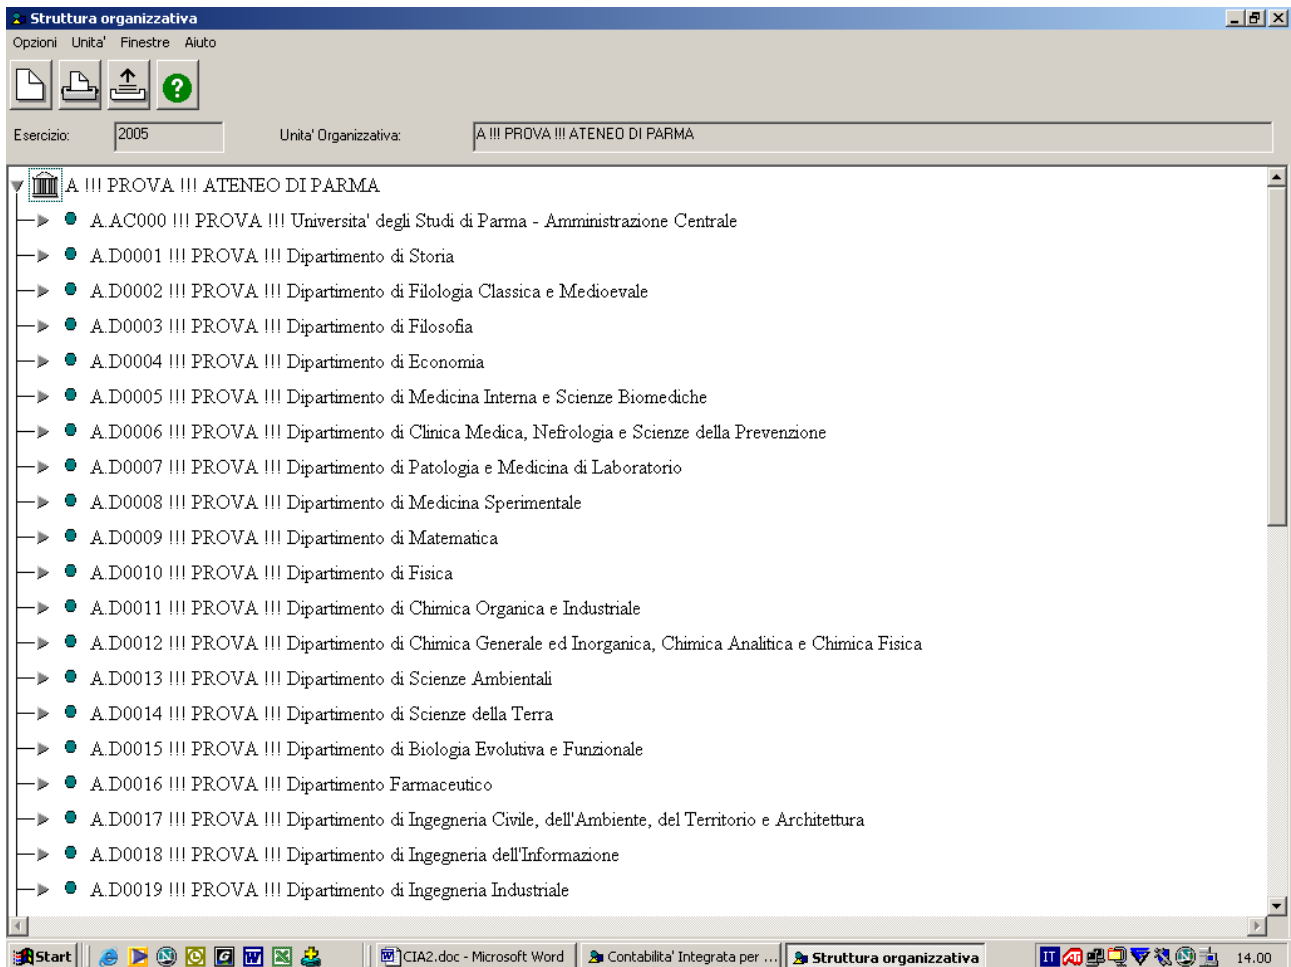 Struttura organizzativa
Opzioni Unita' Finestre Aiuto
Esercizio: 2005 Unita' Organizzativa: A !!! PROVA !!! ATENEO DI PARMA
A !!! PROVA !!! ATENEO DI PARMA
A.AC000 !!! PROVA !!! Universita' degli Studi di Parma - Amministrazione Centrale
A.D0001 !!! PROVA !!! Dipartimento di Storia
A.D0002 !!! PROVA !!! Dipartimento di Filologia Classica e Medioevale
A.D0003 !!! PROVA !!! Dipartimento di Filosofia
A.D0004 !!! PROVA !!! Dipartimento di Economia
A.D0005 !!! PROVA !!! Dipartimento di Medicina Interna e Scienze Biomediche
A.D0006 !!! PROVA !!! Dipartimento di Clinica Medica, Nefrologia e Scienze della Prevenzione
A.D0007 !!! PROVA !!! Dipartimento di Patologia e Medicina di Laboratorio
A.D0008 !!! PROVA !!! Dipartimento di Medicina Sperimentale
A.D0009 !!! PROVA !!! Dipartimento di Matematica
A.D0010 !!! PROVA !!! Dipartimento di Fisica
A.D0011 !!! PROVA !!! Dipartimento di Chimica Organica e Industriale
A.D0012 !!! PROVA !!! Dipartimento di Chimica Generale ed Inorganica, Chimica Analitica e Chimica Fisica
A.D0013 !!! PROVA !!! Dipartimento di Scienze Ambientali
A.D0014 !!! PROVA !!! Dipartimento di Scienze della Terra
A.D0015 !!! PROVA !!! Dipartimento di Biologia Evolutiva e Funzionale
A.D0016 !!! PROVA !!! Dipartimento Farmaceutico
A.D0017 !!! PROVA !!! Dipartimento di Ingegneria Civile, dell'Ambiente, del Territorio e Architettura
A.D0018 !!! PROVA !!! Dipartimento di Ingegneria dell'Informazione
A.D0019 !!! PROVA !!! Dipartimento di Ingegneria Industriale
Start CIA2.doc - Microsoft Word Contabilita' Integrata per ... Struttura organizzativa IT 14.00